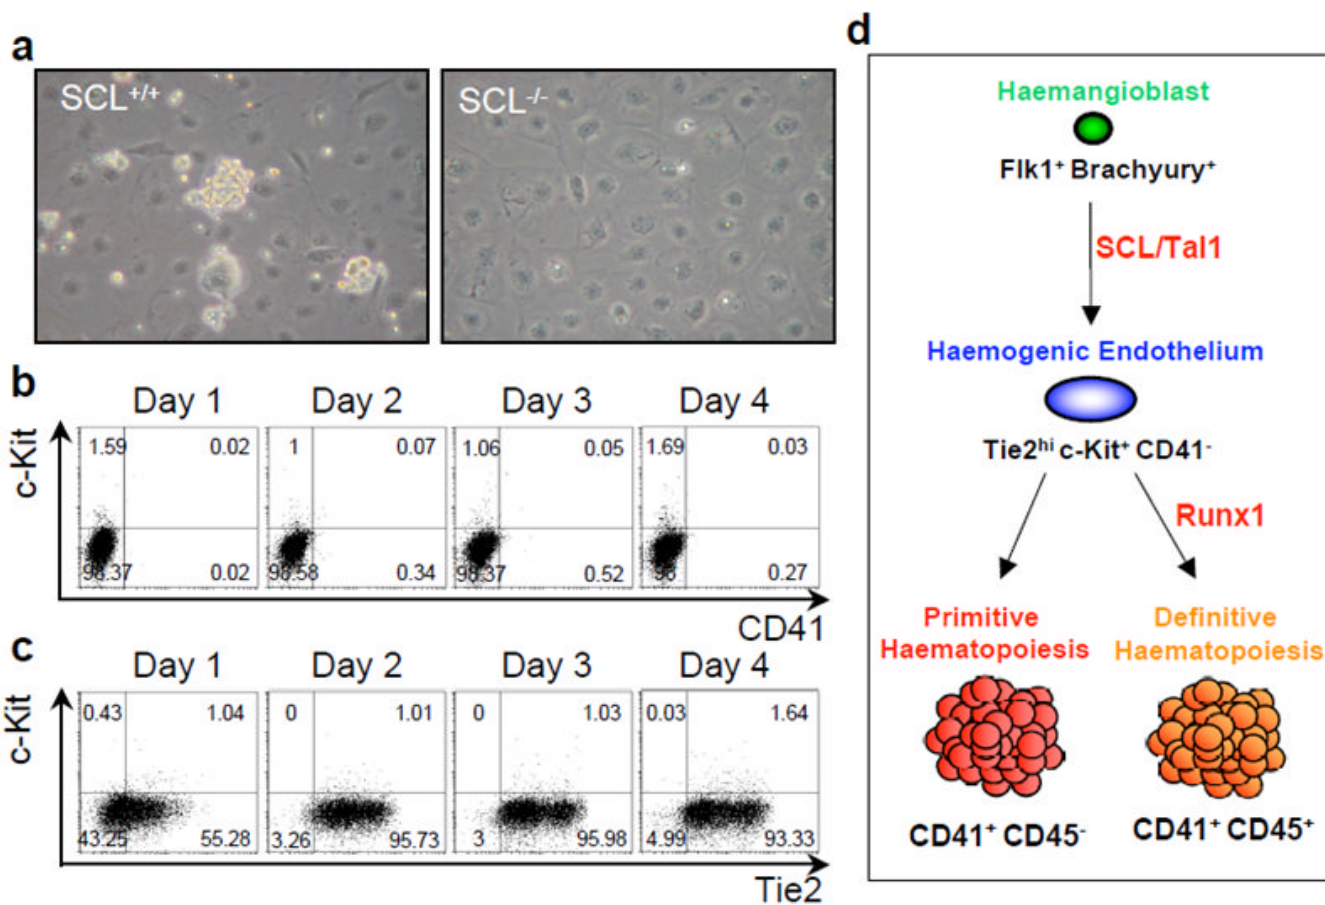 a
SCL+/+
SCL-/-
b
Day 1
Day 2
Day 3
Day 4
c-Kit
1.59
0.02
1
0.07
1.06
0.05
1.69
0.03
0.02
0.34
0.52
0.27
CD41
c
Day 1
Day 2
Day 3
Day 4
c-Kit
0.43
1.04
0
1.01
0
1.03
0.03
1.64
43.25
55.28
3.26
95.73
3
95.98
4.99
93.33
Tie2
d
Haemangioblast
Flk1+ Brachyury+
SCL/Tal1
Haemogenic Endothelium
Tie2hi c-Kit+ CD41-
Runx1
Primitive
Haematopoiesis
Definitive
Haematopoiesis
CD41+ CD45-
CD41+ CD45+